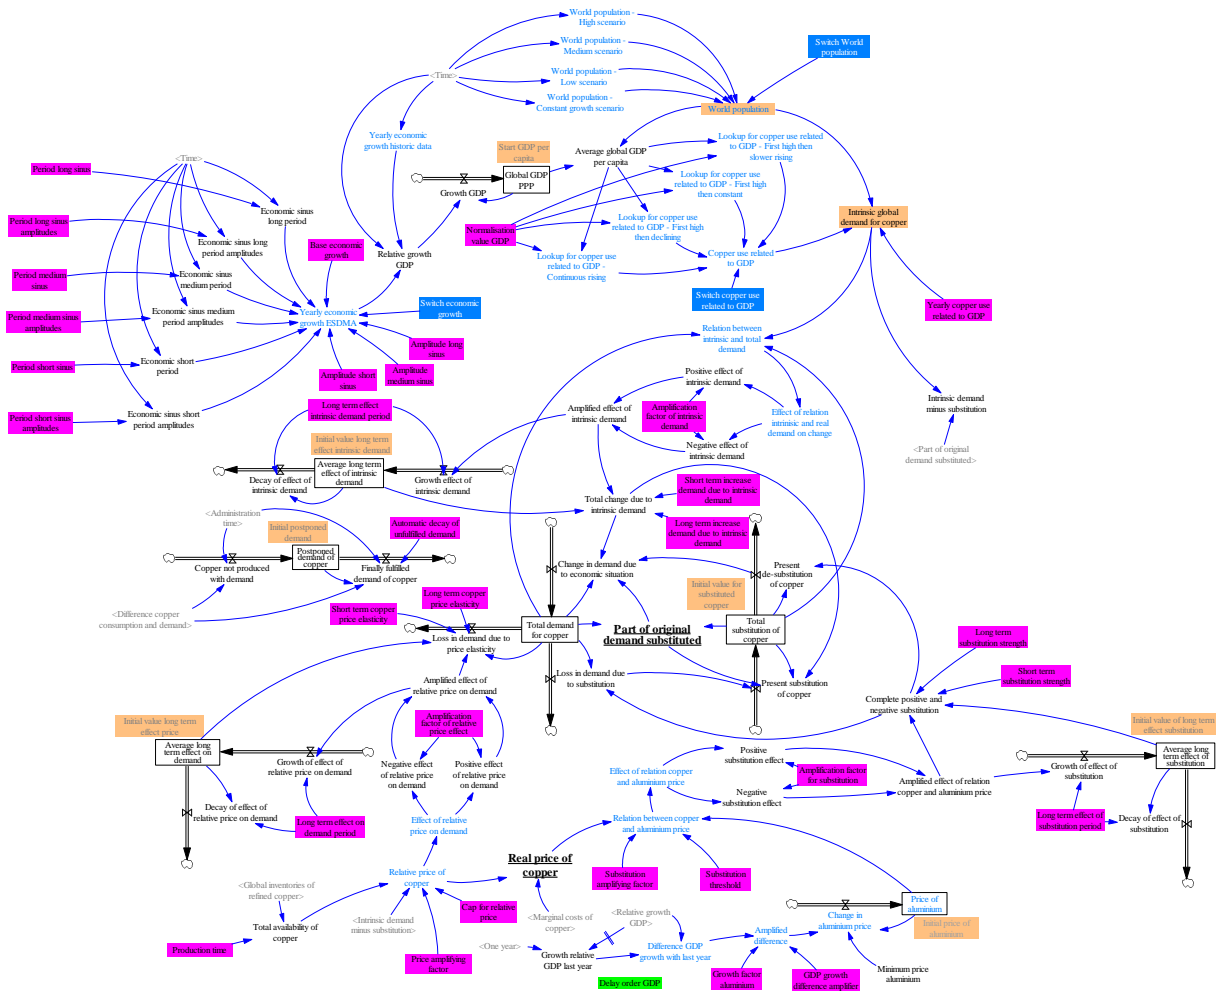 World population -
High scenario
World population -
Medium scenario
Switch World
population
<Time>
World population
- Low scenario
World population -
Constant growth scenario
World population
Yearly economic
growth historic data
Start GDP per
capita
Average global GDP
per capita
Lookup for copper use related
to GDP - First high then
slower rising
<Time>
Period long sinus
Global GDP
PPP
Growth GDP
Lookup for copper use
related to GDP - First high
then constant
Period long sinus
amplitudes
Economic sinus
long period
Normalisation
value GDP
Lookup for copper use
related to GDP - First high
then declining
Intrinsic global
demand for copper
Economic sinus long
period amplitudes
Base economic
growth
Relative growth
GDP
Lookup for copper use
related to GDP -
Continuous rising
Copper use related
to GDP
Period medium
sinus
Economic sinus
medium period
Switch economic
growth
Switch copper use
related to GDP
Yearly copper use
related to GDP
Period medium sinus
amplitudes
Economic sinus medium
period amplitudes
Yearly economic
growth ESDMA
Relation between
intrinsic and total
demand
Amplitude long
sinus
Period short sinus
Economic short
period
Amplitude short
sinus
Amplitude
medium sinus
Positive effect of
intrinsic demand
Period short sinus
amplitudes
Economic sinus short
period amplitudes
Long term effect
intrinsic demand period
Amplified effect of
intrinsic demand
Amplification
factor of intrinsic
demand
Effect of relation
intrinisic and real
demand on change
Intrinsic demand
minus substitution
Initial value long term
effect intrinsic demand
Negative effect of
intrinsic demand
<Part of original
demand substituted>
Average long term
effect of intrinsic
demand
Decay of effect of
intrinsic demand
Growth effect of
intrinsic demand
Short term increase
demand due to intrinsic
demand
Total change due to
intrinsic demand
Long term increase
demand due to intrinsic
demand
<Administration
time>
Initial postponed
demand
Automatic decay of
unfulfilled demand
Postponed
demand of
copper
Copper not produced
with demand
Finally fulfilled
demand of copper
Change in demand due
to economic situation
Present
de-substitution
of copper
Initial value for
substituted
copper
<Difference copper
consumption and demand>
Long term copper
price elasticity
Short term copper
price elasticity
Total demand
for copper
Part of original
demand substituted
Total
substitution of
copper
Loss in demand due to
price elasticity
Long term
substitution strength
Short term
substitution strength
Loss in demand due
to substitution
Present substitution
of copper
Amplified effect of
relative price on demand
Complete positive and
negative substitution
Initial value long term
effect price
Amplification
factor of relative
price effect
Initial value of long term
effect substitution
Average long
term effect on
demand
Growth of effect of
relative price on demand
Negative effect
of relative price
on demand
Positive effect
of relative price
on demand
Effect of relation copper
and aluminium price
Positive
substitution effect
Amplification factor
for substitution
Negative
substitution effect
Amplified effect of relation
copper and aluminium price
Growth of effect of
substitution
Average long
term effect of
substitution
Decay of effect of
relative price on demand
Long term effect on
demand period
Effect of relative
price on demand
Relation between copper
and aluminium price
Long term effect of
substitution period
Decay of effect of
substitution
Real price of
copper
Relative price of
copper
Substitution
amplifying factor
Substitution
threshold
<Global inventories of
refined copper>
Cap for relative
price
<Intrinsic demand
minus substitution>
<Marginal costs of
copper>
<Relative growth
GDP>
Price of
aluminium
Total availability of
copper
Change in
aluminium price
Initial price of
aluminium
Production time
Price amplifying
factor
<One year>
Growth relative
GDP last year
Difference GDP
growth with last year
Amplified
difference
Minimum price
aluminium
Delay order GDP
Growth factor
aluminium
GDP growth
difference amplifier